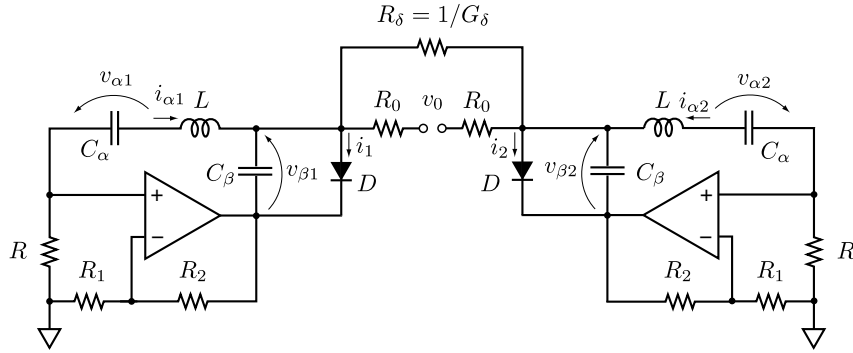 R_δ = 1/G_δ
v_α1
i_α1 L
R_0 v_0 R_0
L i_α2
v_α2
C_α
i_1
i_2
C_α
C_β v_β1
D
D
v_β2 C_β
+
+
−
−
R
R_1 R_2
R_2 R_1
R